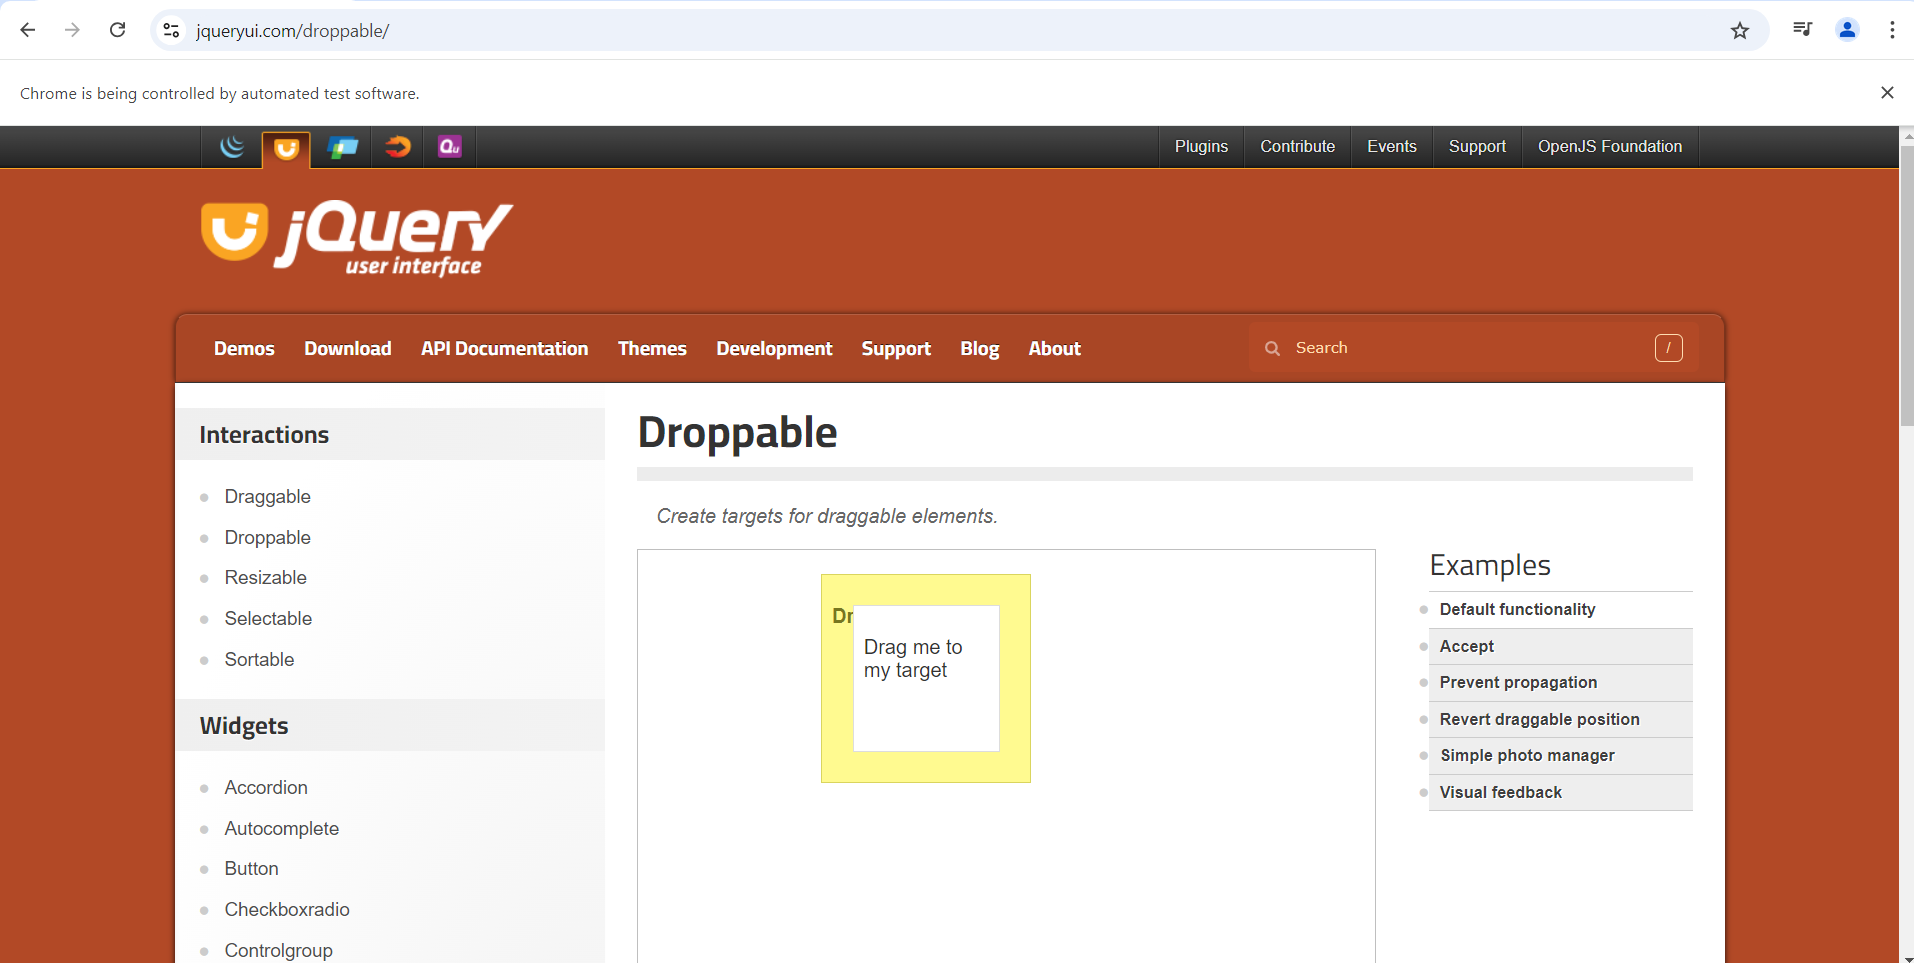 jqueryui.com/droppable/
Chrome is being controlled by automated test software.
Qu
Plugins
Contribute
Events
Support
OpenJS Foundation
jQuery
user interface
Demos
Download
API Documentation
Themes
Development
Support
Blog
About
Search
/
Interactions
Draggable
Droppable
Resizable
Selectable
Sortable
Widgets
Accordion
Autocomplete
Button
Checkboxradio
Controlgroup
Droppable
Create targets for draggable elements.
Dr
Drag me to
my target
Examples
Default functionality
Accept
Prevent propagation
Revert draggable position
Simple photo manager
Visual feedback